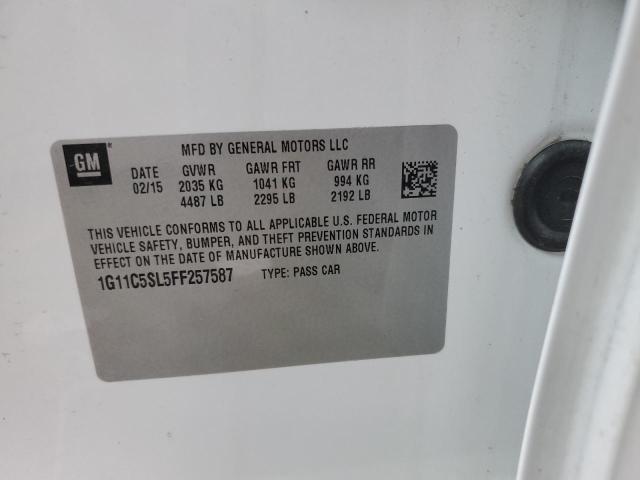 GM
MFD BY GENERAL MOTORS LLC
DATE GVWR GAWR FRT GAWR RR
02/15 2035 KG 1041 KG 994 KG
4487 LB 2295 LB 2192 LB
THIS VEHICLE CONFORMS TO ALL APPLICABLE U.S. FEDERAL MOTOR
VEHICLE SAFETY, BUMPER, AND THEFT PREVENTION STANDARDS IN
EFFECT ON THE DATE OF MANUFACTURE SHOWN ABOVE.
1G11C5SL5FF257587 TYPE: PASS CAR